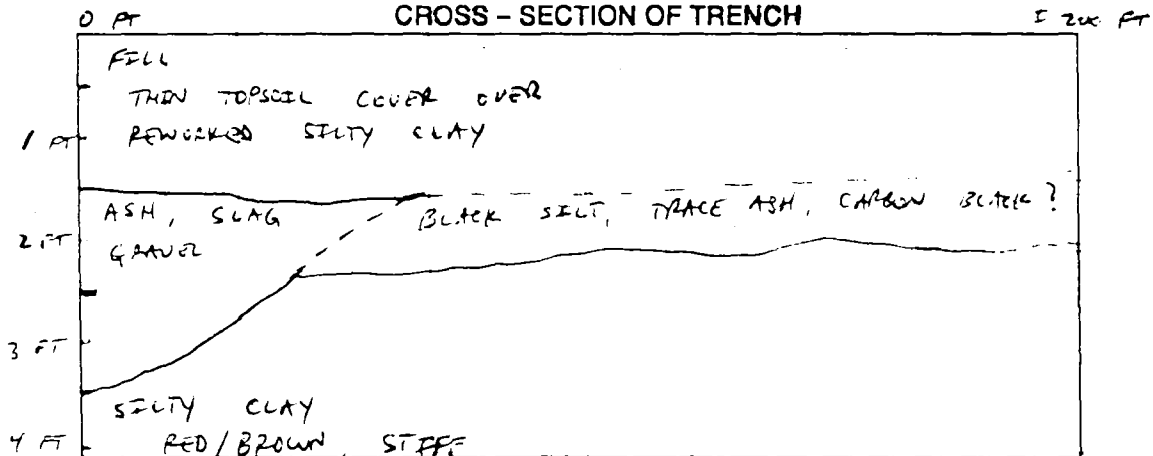 CROSS – SECTION OF TRENCH
0 FT
FT
FILL
THIN TOPSOIL COVER OVER
REWORKED SILTY CLAY
1 FT
ASH, SLAG
GRAVEL
BLACK SILT, TRACE ASH, CARBON BLACK?
2 FT
3 FT
SILTY CLAY
RED/BROWN, STIFF
4 FT